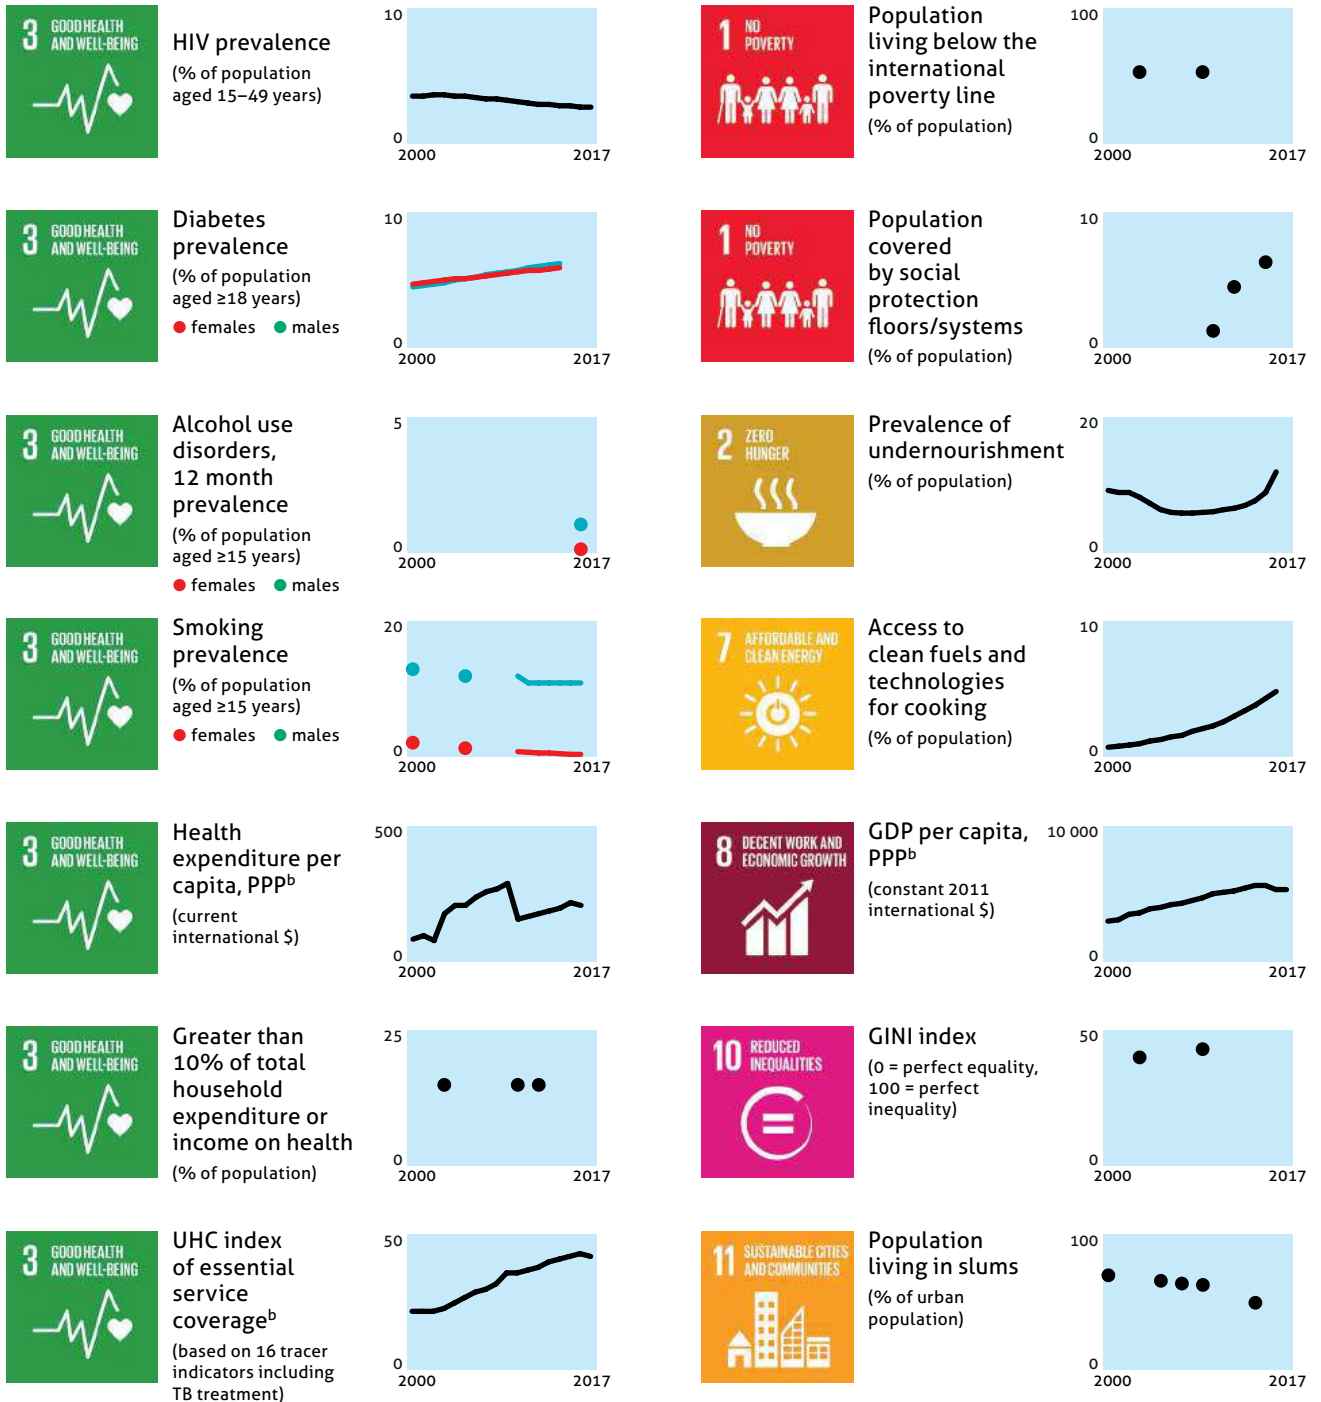 3 GOOD HEALTH
AND WELL-BEING
HIV prevalence
(% of population
aged 15–49 years)
10
0
2000 2017
3 GOOD HEALTH
AND WELL-BEING
Diabetes
prevalence
(% of population
aged ≥18 years)
females males
10
0
2000 2017
3 GOOD HEALTH
AND WELL-BEING
Alcohol use
disorders,
12 month
prevalence
(% of population
aged ≥15 years)
females males
5
0
2000 2017
3 GOOD HEALTH
AND WELL-BEING
Smoking
prevalence
(% of population
aged ≥15 years)
females males
20
0
2000 2017
3 GOOD HEALTH
AND WELL-BEING
Health
expenditure per
capita, PPPᵇ
(current
international $)
500
0
2000 2017
3 GOOD HEALTH
AND WELL-BEING
Greater than
10% of total
household
expenditure or
income on health
(% of population)
25
0
2000 2017
3 GOOD HEALTH
AND WELL-BEING
UHC index
of essential
service
coverageᵇ
(based on 16 tracer
indicators including
TB treatment)
50
0
2000 2017
1 NO
POVERTY
Population
living below the
international
poverty line
(% of population)
100
0
2000 2017
1 NO
POVERTY
Population
covered
by social
protection
floors/systems
(% of population)
10
0
2000 2017
2 ZERO
HUNGER
Prevalence of
undernourishment
(% of population)
20
0
2000 2017
7 AFFORDABLE AND
CLEAN ENERGY
Access to
clean fuels and
technologies
for cooking
(% of population)
10
0
2000 2017
8 DECENT WORK AND
ECONOMIC GROWTH
GDP per capita,
PPPᵇ
(constant 2011
international $)
10 000
0
2000 2017
10 REDUCED
INEQUALITIES
GINI index
(0 = perfect equality,
100 = perfect
inequality)
50
0
2000 2017
11 SUSTAINABLE CITIES
AND COMMUNITIES
Population
living in slums
(% of urban
population)
100
0
2000 2017